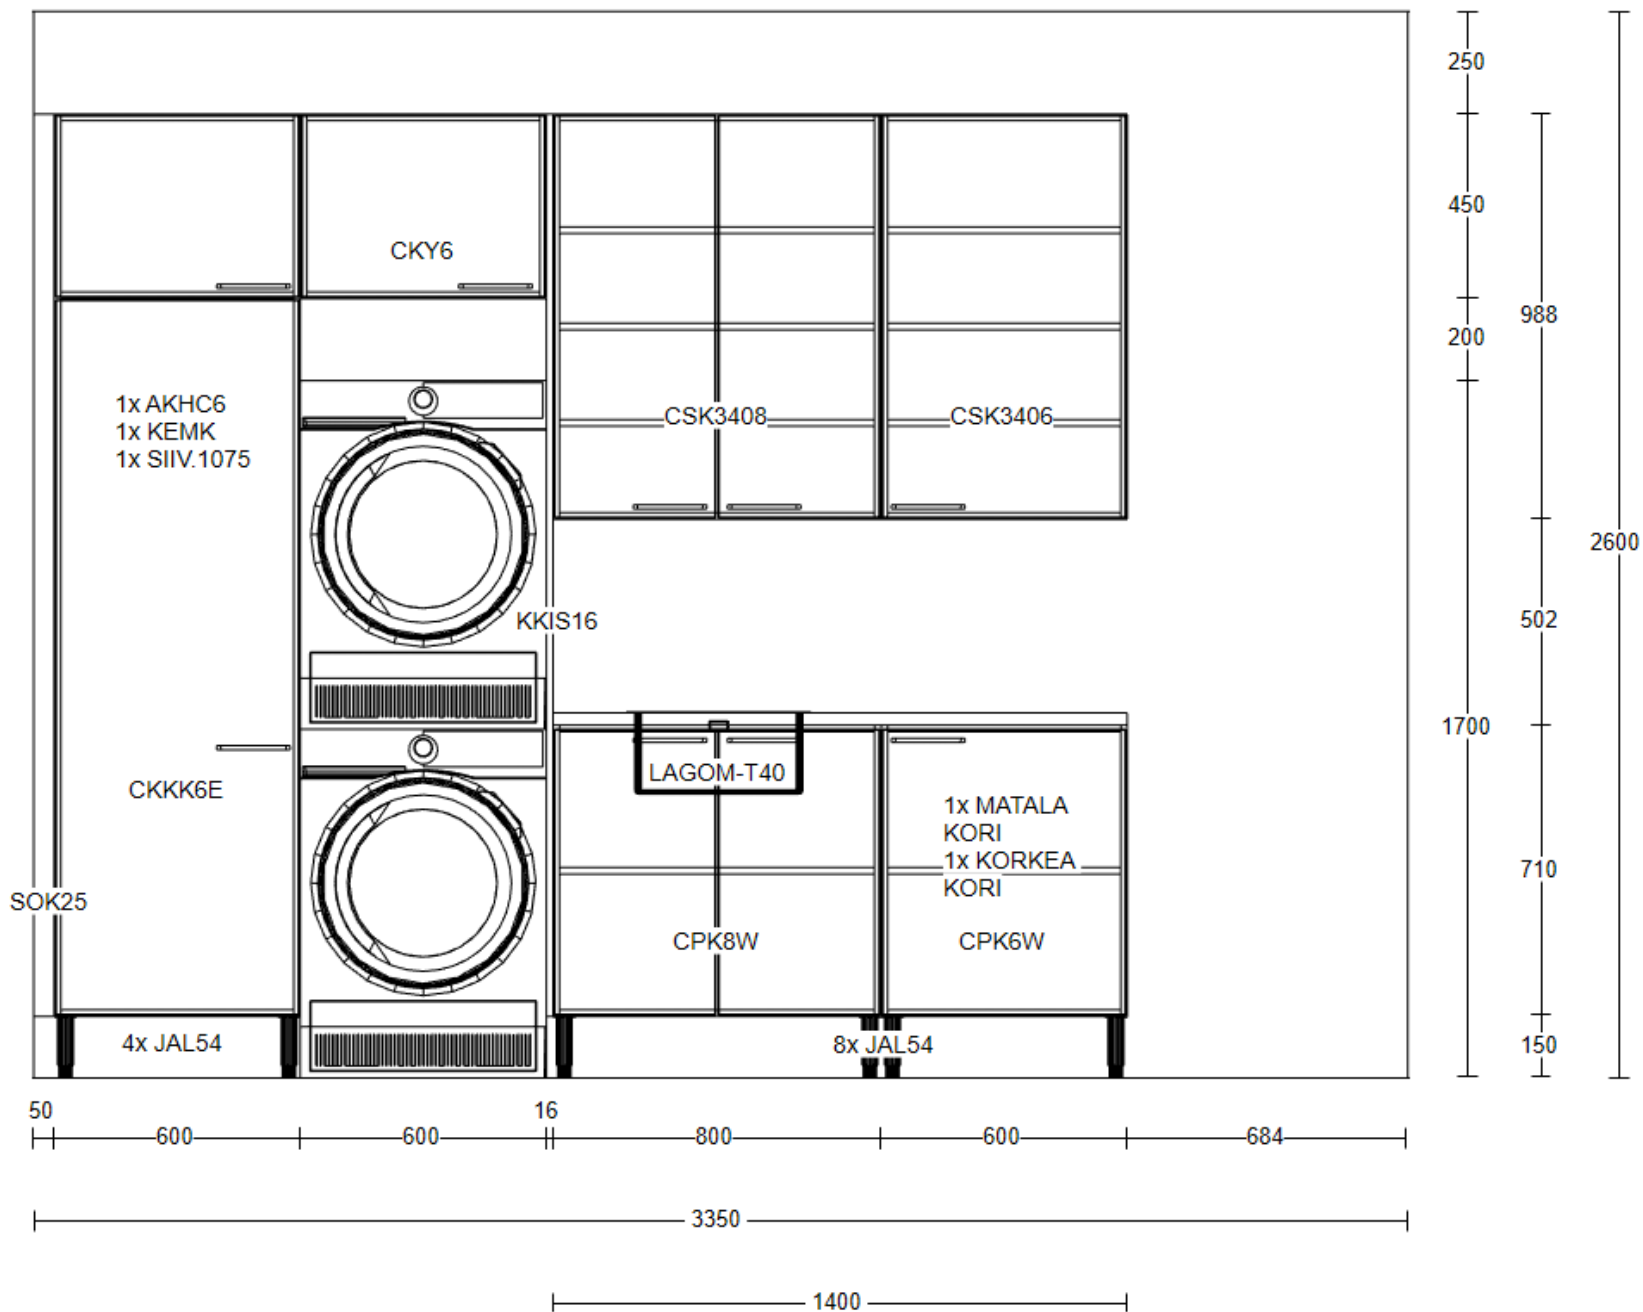 250
450
CKY6
988
200
1x AKHC6
1x KEMK
1x SIIV.1075
CSK3408
CSK3406
2600
KKIS16
502
1700
LAGOM-T40
CKKK6E
1x MATALA
KORI
1x KORKEA
KORI
710
SOK25
CPK8W
CPK6W
4x JAL54
8x JAL54
150
50
16
600
600
800
600
684
3350
1400